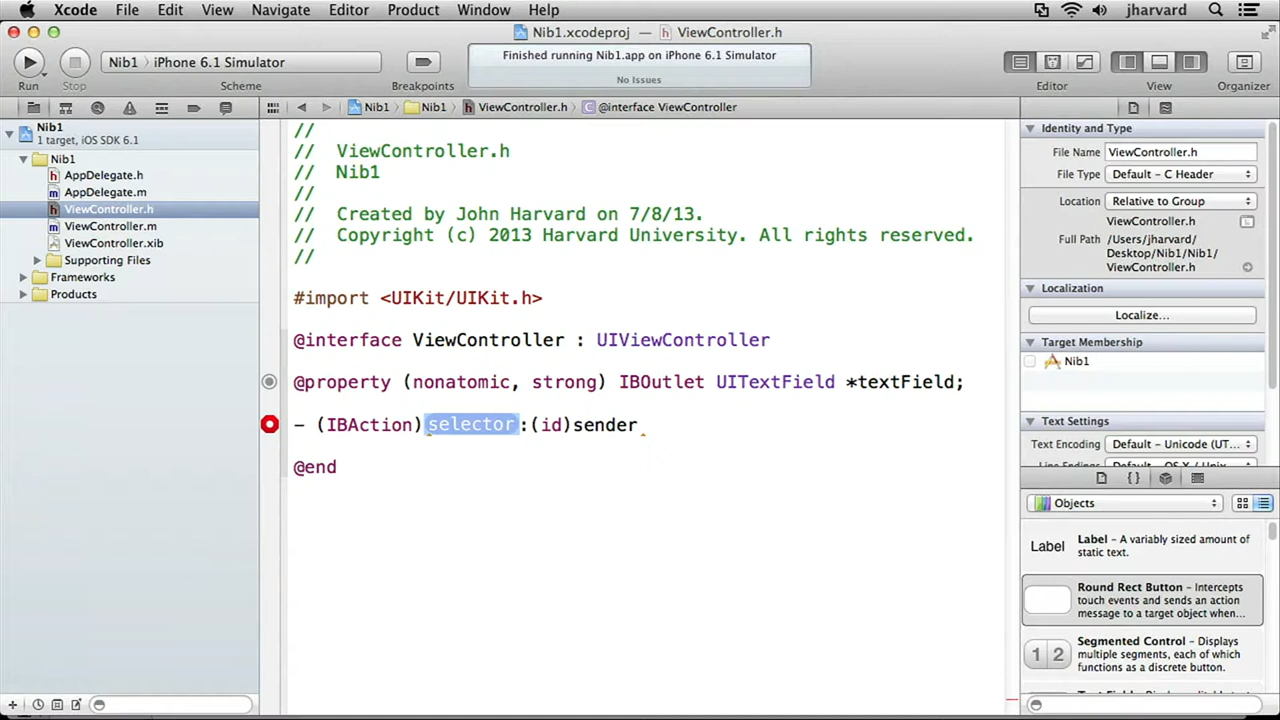 Xcode File Edit View Navigate Editor Product Window Help jharvard
Nib1.xcodeproj — ViewController.h
Run Stop
Nib1 〉 iPhone 6.1 Simulator
Scheme
Breakpoints
Finished running Nib1.app on iPhone 6.1 Simulator
No Issues
Editor View Organizer
Nib1 〉 Nib1 〉 ViewController.h 〉 @interface ViewController
Nib1
1 target, iOS SDK 6.1
Nib1
AppDelegate.h
AppDelegate.m
ViewController.h
ViewController.m
ViewController.xib
Supporting Files
Frameworks
Products
//
// ViewController.h
// Nib1
//
// Created by John Harvard on 7/8/13.
// Copyright (c) 2013 Harvard University. All rights reserved.
//
#import <UIKit/UIKit.h>
@interface ViewController : UIViewController
@property (nonatomic, strong) IBOutlet UITextField *textField;
- (IBAction)selector:(id)sender
@end
Identity and Type
File Name ViewController.h
File Type Default - C Header
Location Relative to Group
ViewController.h
Full Path /Users/jharvard/
Desktop/Nib1/Nib1/
ViewController.h
Localization
Localize...
Target Membership
Nib1
Text Settings
Text Encoding Default - Unicode (UT...
Objects
Label Label - A variably sized amount of
static text.
Round Rect Button - Intercepts
touch events and sends an action
message to a target object when...
1 2 Segmented Control - Displays
multiple segments, each of which
functions as a discrete button.